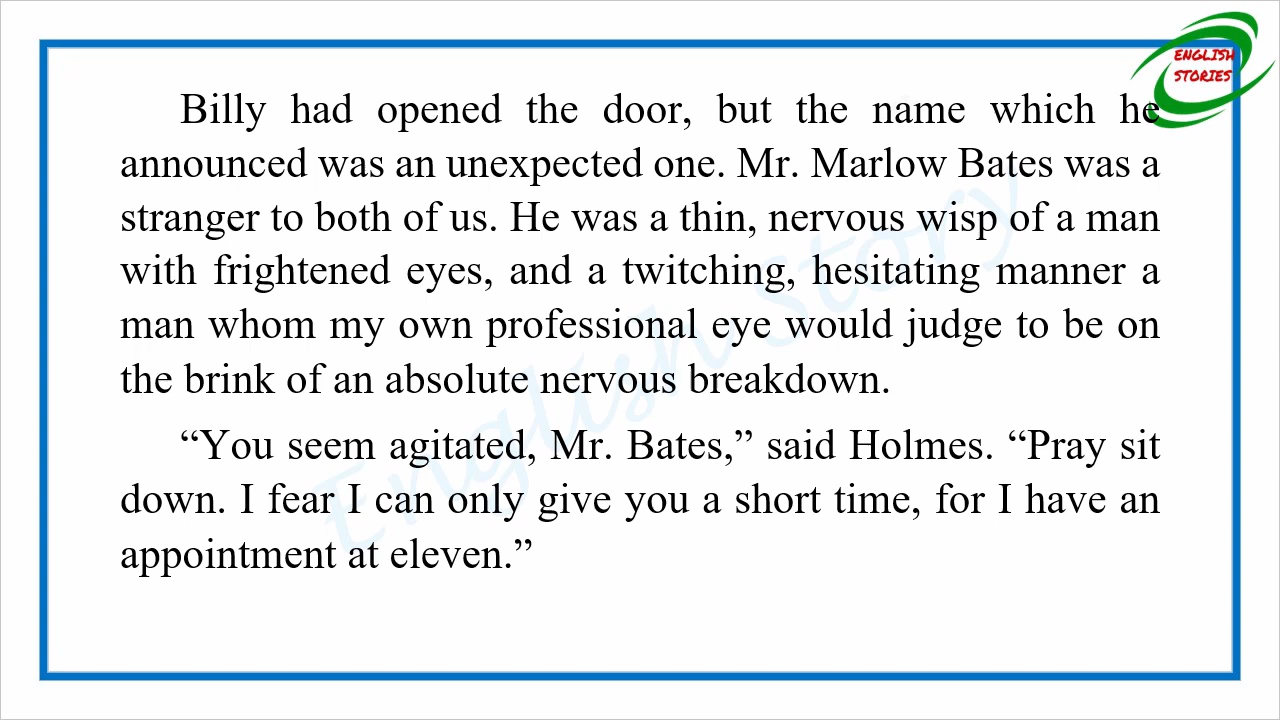 ENGLISH
STORIES
Billy had opened the door, but the name which he
announced was an unexpected one. Mr. Marlow Bates was a
stranger to both of us. He was a thin, nervous wisp of a man
with frightened eyes, and a twitching, hesitating manner a
man whom my own professional eye would judge to be on
the brink of an absolute nervous breakdown.
“You seem agitated, Mr. Bates,” said Holmes. “Pray sit
down. I fear I can only give you a short time, for I have an
appointment at eleven.”
English Story